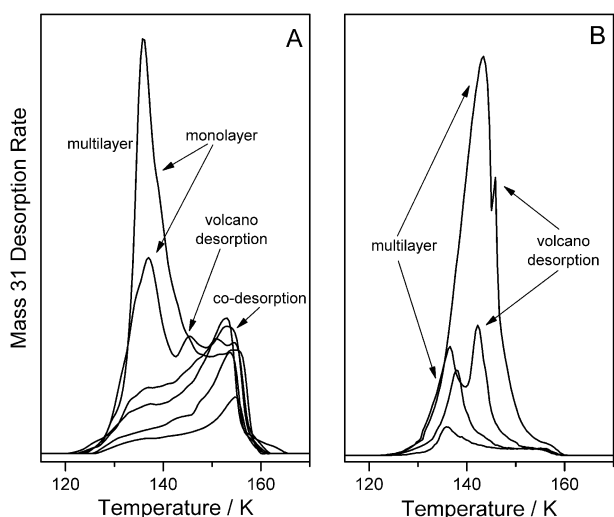 A
B
Mass 31 Desorption Rate
multilayer
monolayer
volcano
desorption
co-desorption
multilayer
volcano
desorption
120 140 160
120 140 160
Temperature / K
Temperature / K